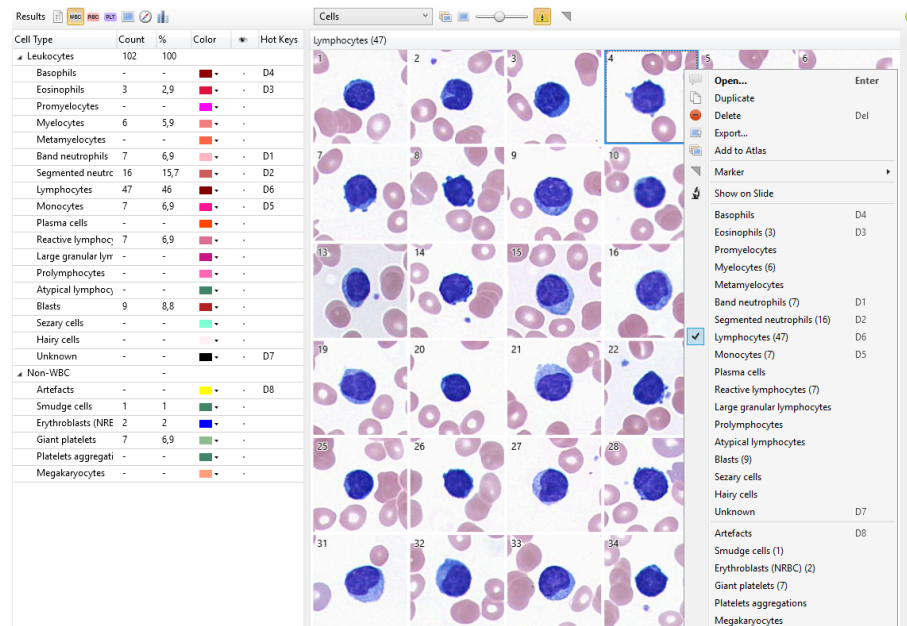 Results WBC RBC PLT Cells
Cell Type Count % Color Hot Keys Lymphocytes (47)
Leukocytes 102 100
Basophils - - D4
Eosinophils 3 2,9 D3
Promyelocytes - -
Myelocytes 6 5,9
Metamyelocytes - -
Band neutrophils 7 6,9 D1
Segmented neutrc 16 15,7 D2
Lymphocytes 47 46 D6
Monocytes 7 6,9 D5
Plasma cells - -
Reactive lymphoc 7 6,9
Large granular lyn - -
Prolymphocytes - -
Atypical lymphocy - -
Blasts 9 8,8
Sezary cells - -
Hairy cells - -
Unknown - - D7
Non-WBC -
Artefacts - - D8
Smudge cells 1 1
Erythroblasts (NRE 2 2
Giant platelets 7 6,9
Platelets aggregati - -
Megakaryocytes - -
1 2 3 4 5 6
7 8 9 10
13 14 15 16
19 20 21 22
25 26 27 28
31 32 33 34
Open... Enter
Duplicate
Delete Del
Export...
Add to Atlas
Marker
Show on Slide
Basophils D4
Eosinophils (3) D3
Promyelocytes
Myelocytes (6)
Metamyelocytes
Band neutrophils (7) D1
Segmented neutrophils (16) D2
Lymphocytes (47) D6
Monocytes (7) D5
Plasma cells
Reactive lymphocytes (7)
Large granular lymphocytes
Prolymphocytes
Atypical lymphocytes
Blasts (9)
Sezary cells
Hairy cells
Unknown D7
Artefacts D8
Smudge cells (1)
Erythroblasts (NRBC) (2)
Giant platelets (7)
Platelets aggregations
Megakaryocytes